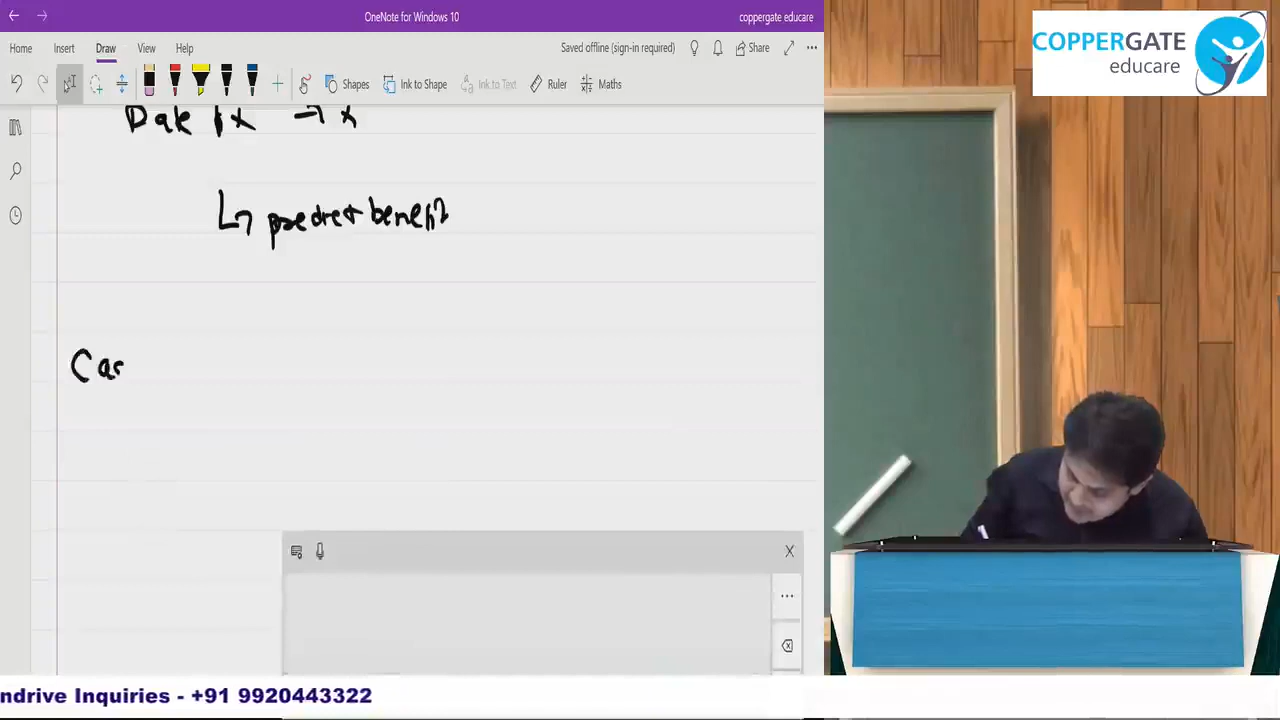 OneNote for Windows 10
coppergate educare
Home Insert Draw View Help
Saved offline (sign-in required) Share
Shapes Ink to Shape Ink to Text Ruler Maths
COPPERGATE
educare
Date fx → x
↳ predict benefit
Cas
ndrive Inquiries - +91 9920443322